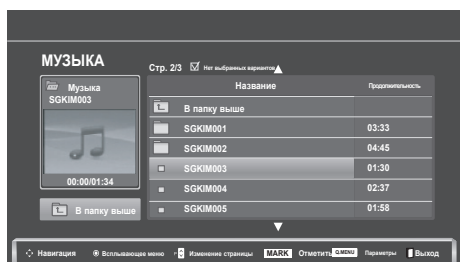 МУЗЫКА
Стр. 2/3 Нет выбранных вариантов
Музыка
SGKIM003
00:00/01:34
В папку выше
Название Продолжительность
В папку выше
SGKIM001 03:33
SGKIM002 04:45
SGKIM003 01:30
SGKIM004 02:37
SGKIM005 01:58
Навигация Всплывающее меню P Изменение страницы MARK Отметить Q.MENU Параметры Выход